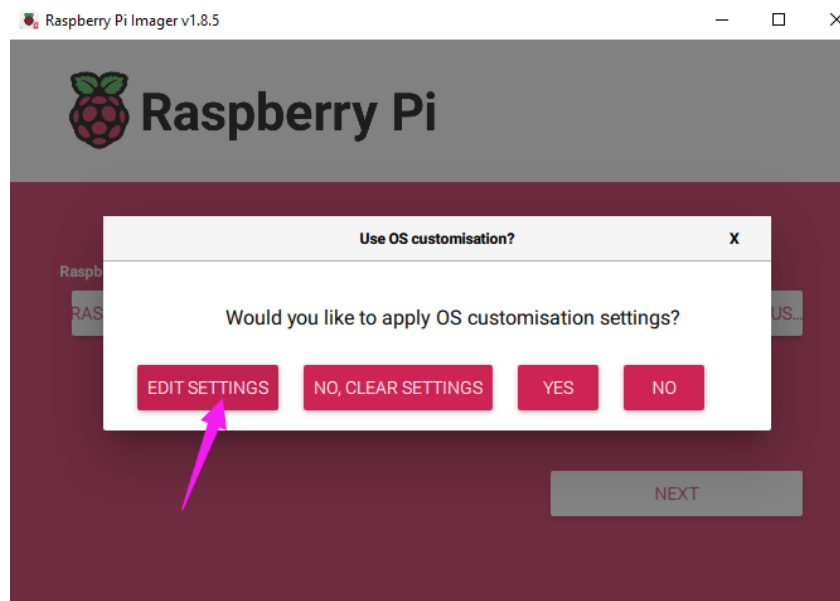 Raspberry Pi Imager v1.8.5
Raspberry Pi
Use OS customisation? X
Raspb
Would you like to apply OS customisation settings?
RAS US...
EDIT SETTINGS NO, CLEAR SETTINGS YES NO
NEXT